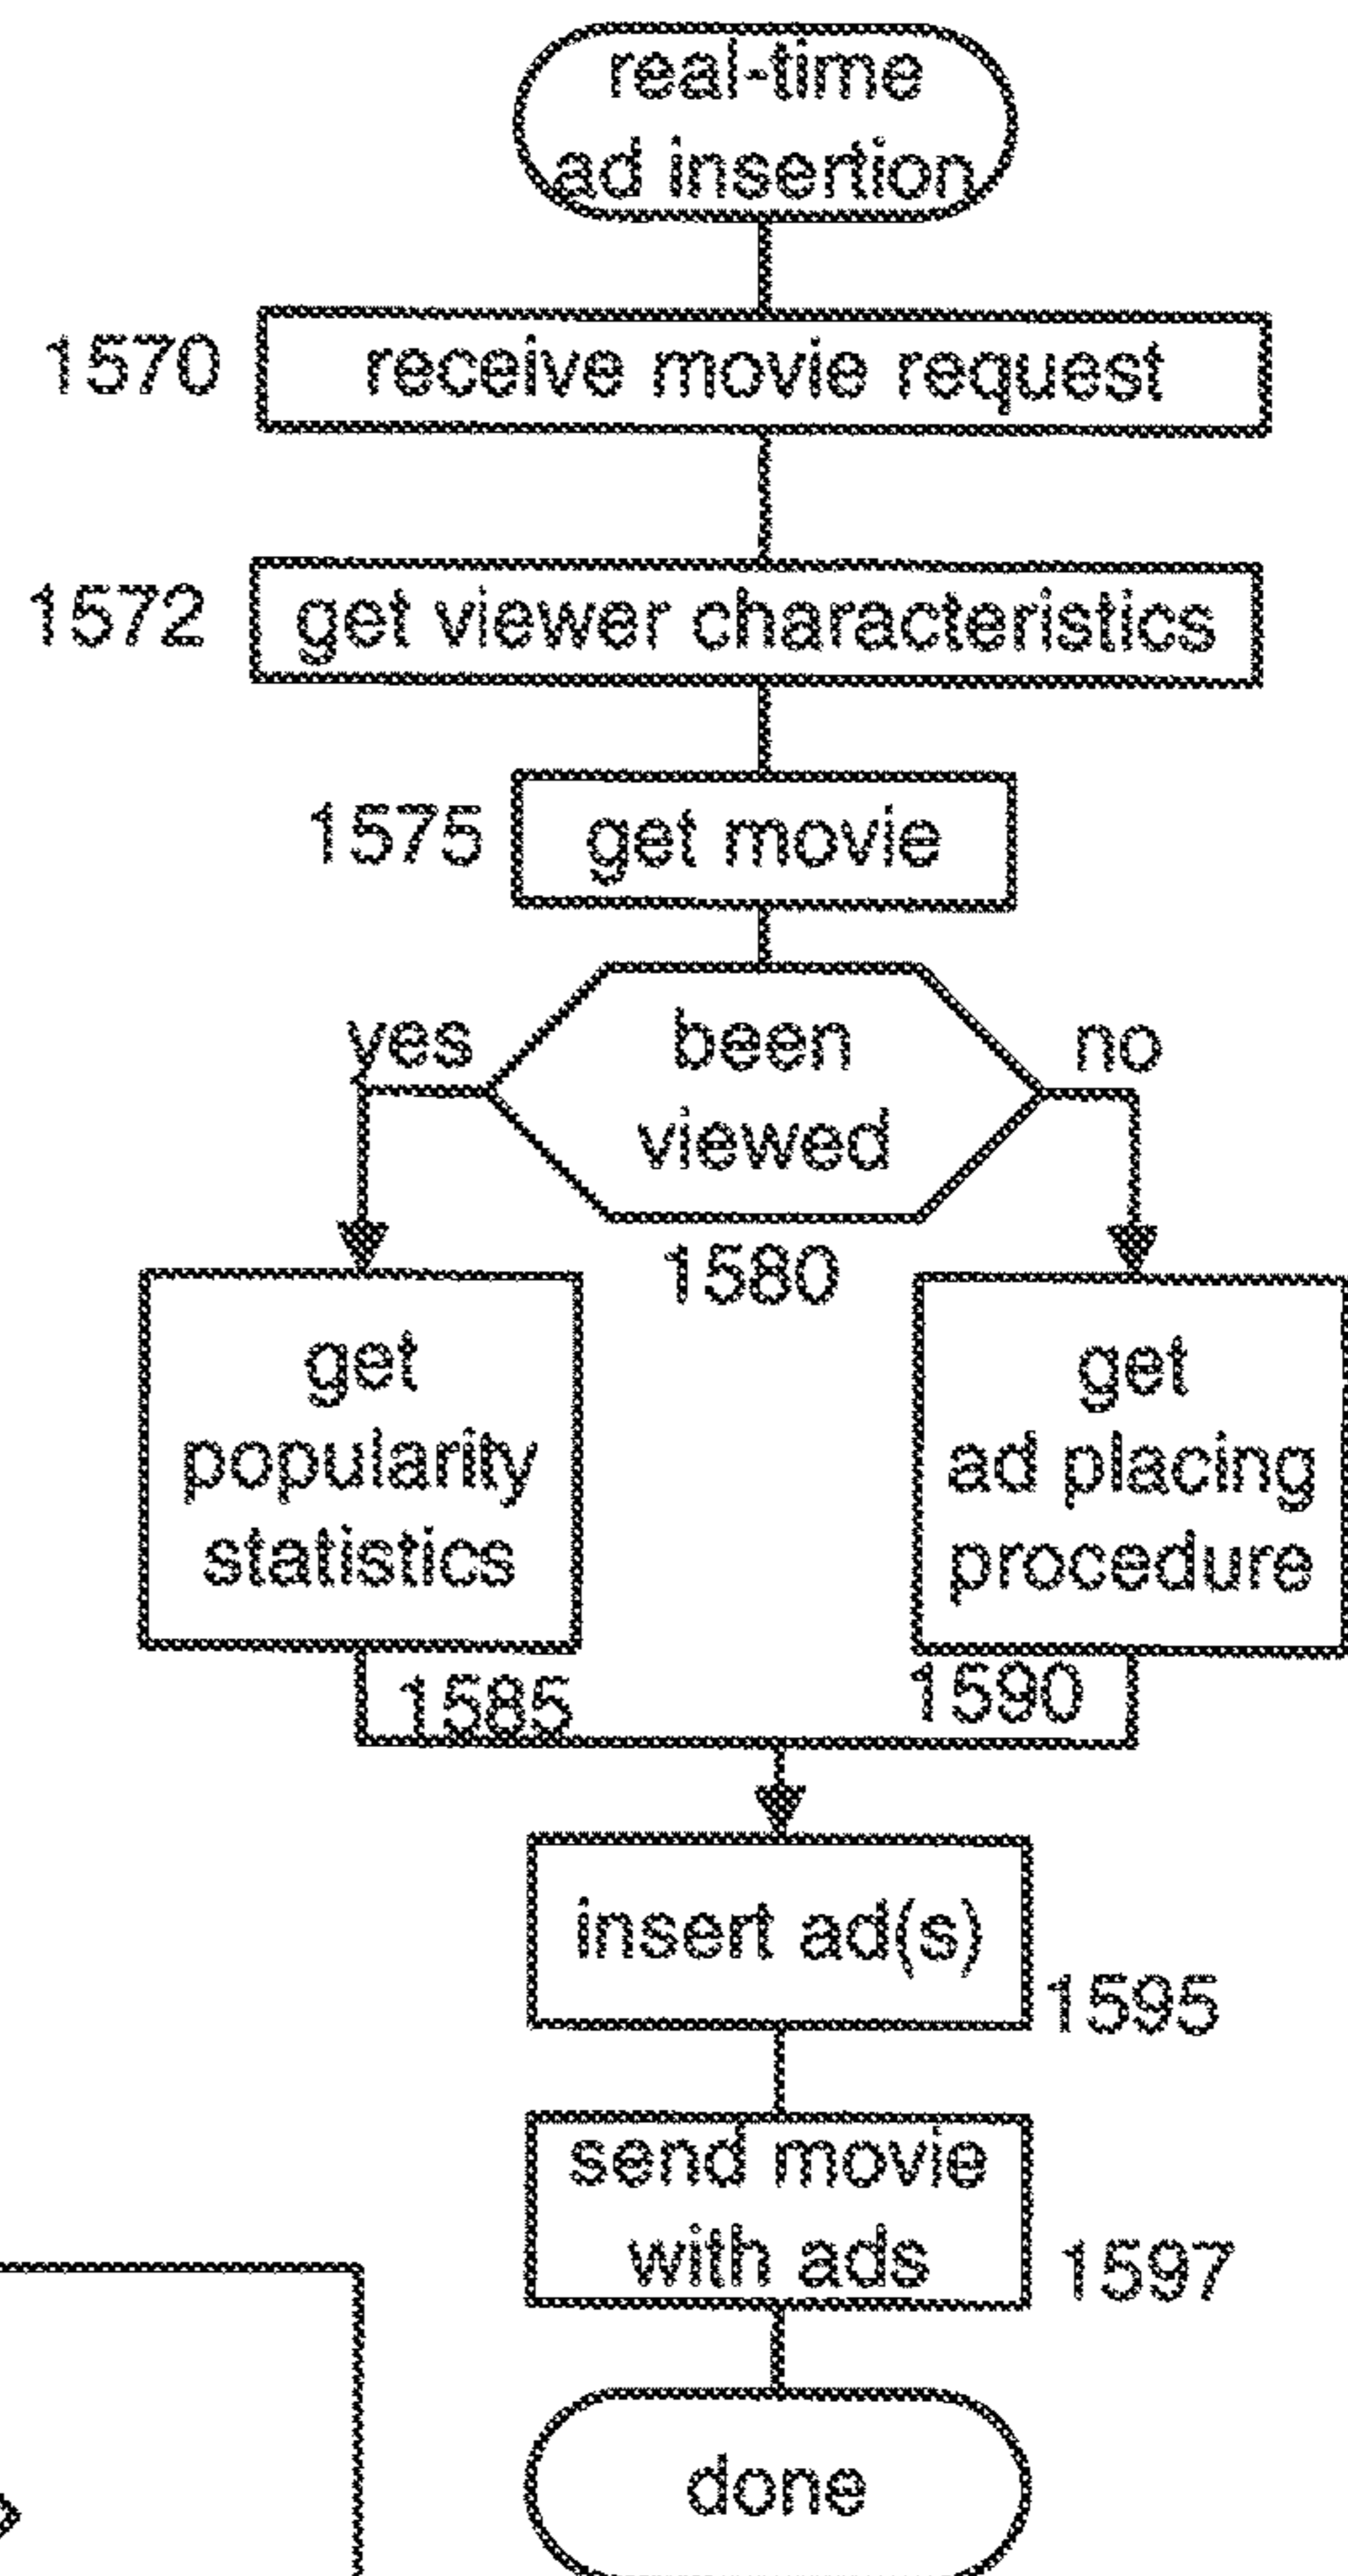 real-time
ad insertion
1570
receive movie request
1572
get viewer characteristics
1575
get movie
yes
been
viewed
no
1580
get
popularity
statistics
1585
get
ad placing
procedure
1590
insert ad(s)
1595
send movie
with ads
1597
done